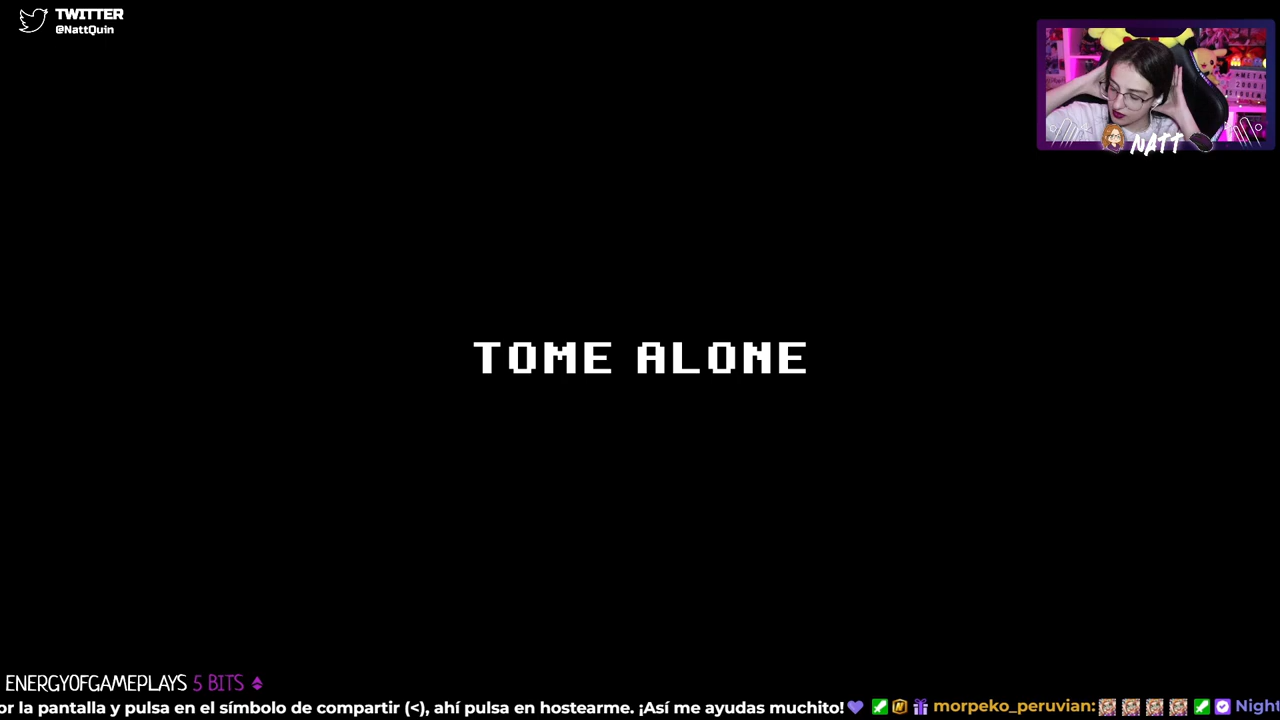 TWITTER
@NattQuin
NATT
TOME ALONE
ENERGYOFGAMEPLAYS 5 BITS
or la pantalla y pulsa en el símbolo de compartir (<), ahí pulsa en hostearme. ¡Así me ayudas muchito! morpeko_peruvian: Night